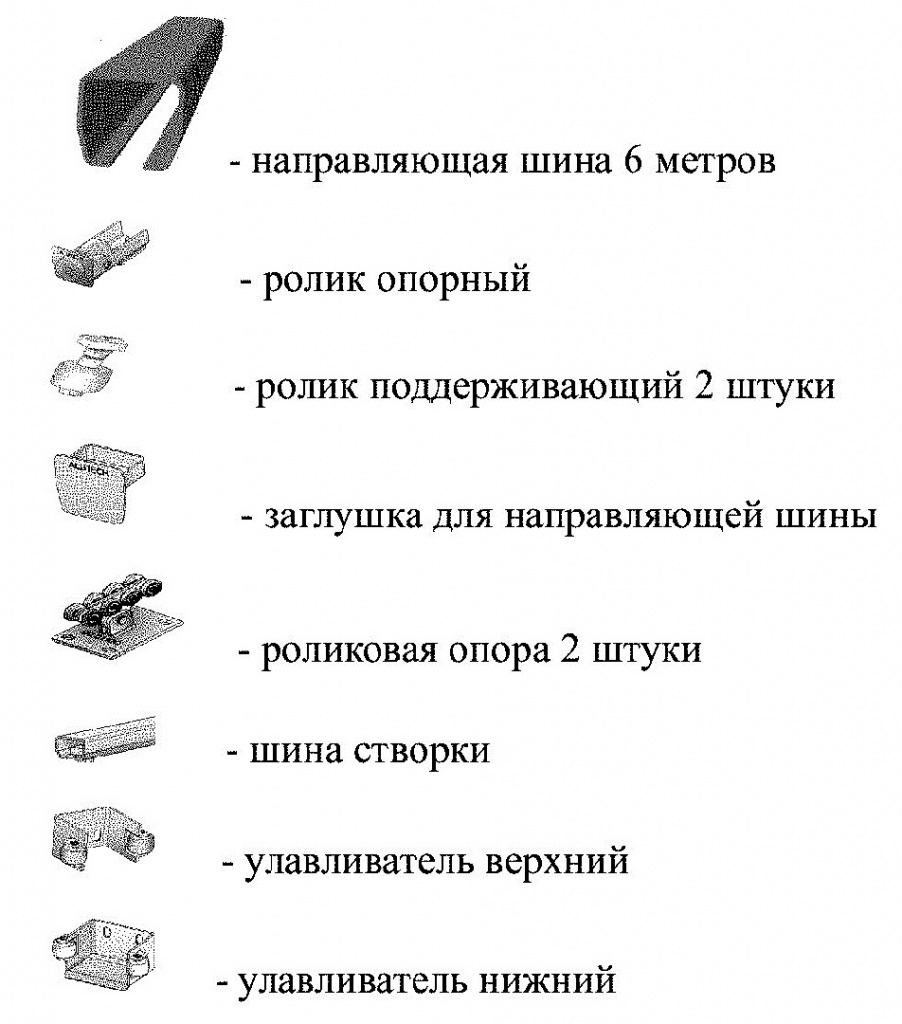 - направляющая шина 6 метров
- ролик опорный
- ролик поддерживающий 2 штуки
ALUTECH
- заглушка для направляющей шины
- роликовая опора 2 штуки
- шина створки
- улавливатель верхний
- улавливатель нижний